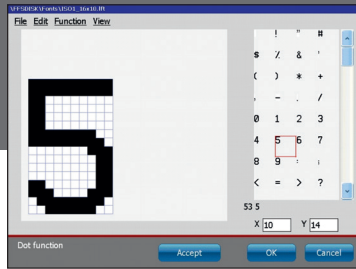 \FFSDISK\Fonts\ISO1_16x10.fft
File Edit Function View
! " #
$ % & '
( ) * +
, - . /
0 1 2 3
4 5 6 7
8 9 : ;
< = > ?
53 5
X 10 Y 14
Dot function
Accept OK Cancel